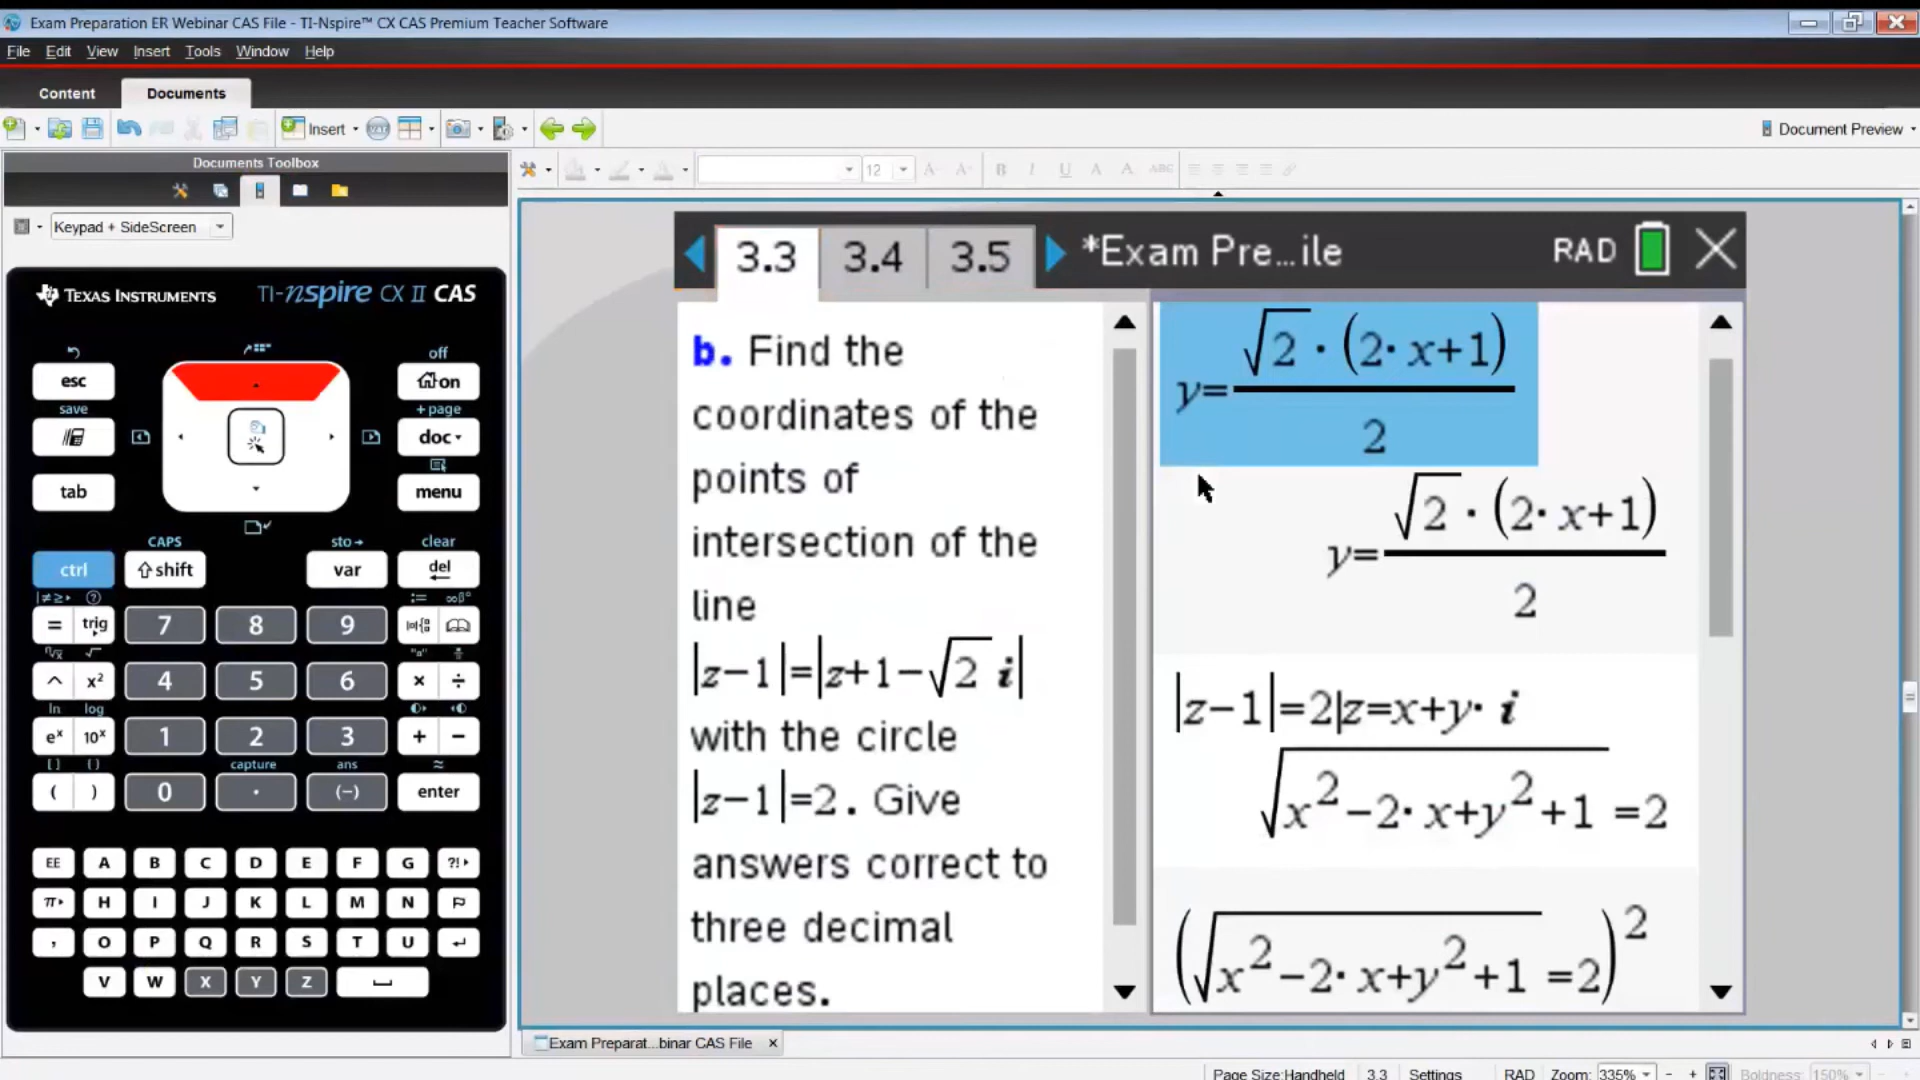 Exam Preparation ER Webinar CAS File - TI-Nspire™ CX CAS Premium Teacher Software
File Edit View Insert Tools Window Help
Content Documents
Insert
Document Preview
Documents Toolbox
12
B I U A A ABC
Keypad + SideScreen
TEXAS INSTRUMENTS TI-nspire CX II CAS
off
esc on
save + page
doc
tab menu
CAPS sto→ clear
ctrl shift var del
= trig 7 8 9
^ x² 4 5 6 × ÷
ln log
eˣ 10ˣ 1 2 3 + −
[ ] { } capture ans ≈
( ) 0 . (−) enter
EE A B C D E F G ?!
π H I J K L M N
, O P Q R S T U ↵
V W X Y Z
3.3 3.4 3.5 *Exam Pre...ile RAD
b. Find the
coordinates of the
points of
intersection of the
line
|z−1|=|z+1−√2 i|
with the circle
|z−1|=2. Give
answers correct to
three decimal
places.
y=√2·(2·x+1)/2
y=√2·(2·x+1)/2
|z−1|=2|z=x+y·i
√x²−2·x+y²+1=2
(√x²−2·x+y²+1=2)²
Exam Preparat...binar CAS File ×
Page Size:Handheld 3.3 Settings RAD Zoom: 335% − + Boldness: 150%